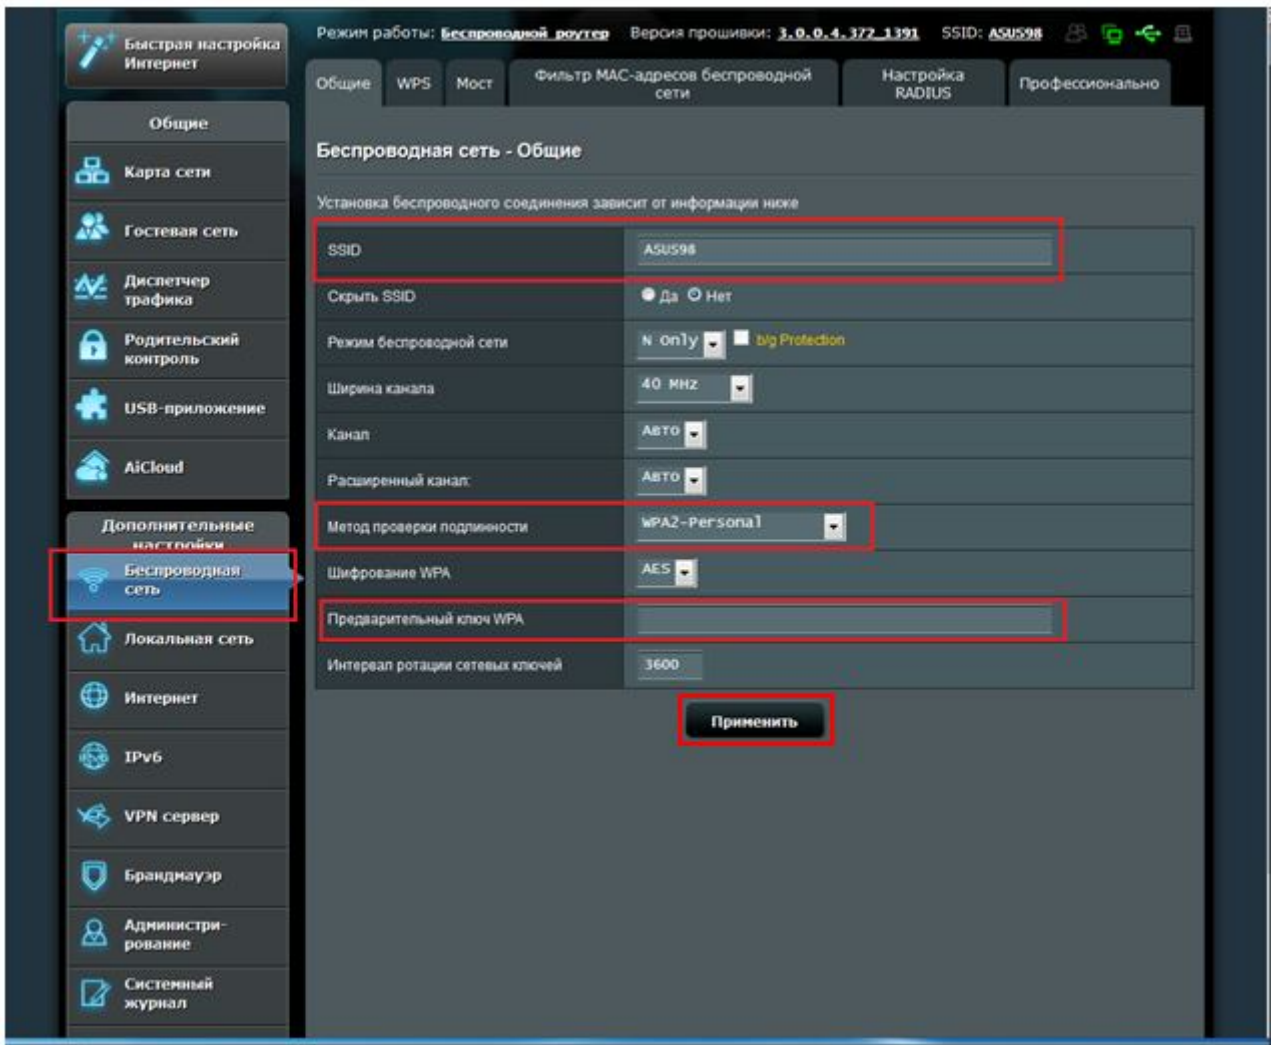 Быстрая настройка
Интернет
Режим работы: Беспроводной роутер Версия прошивки: 3.0.0.4.372_1391 SSID: ASUS98
Общие
WPS
Мост
Фильтр MAC-адресов беспроводной
сети
Настройка
RADIUS
Профессионально
Общие
Карта сети
Гостевая сеть
Диспетчер
трафика
Родительский
контроль
USB-приложение
AiCloud
Дополнительные
настройки
Беспроводная
сеть
Локальная сеть
Интернет
IPv6
VPN сервер
Брандмауэр
Администри-
рование
Системный
журнал
Беспроводная сеть - Общие
Установка беспроводного соединения зависит от информации ниже
SSID ASUS98
Скрыть SSID Да Нет
Режим беспроводной сети N Only b/g Protection
Ширина канала 40 MHz
Канал Авто
Расширенный канал: Авто
Метод проверки подлинности WPA2-Personal
Шифрование WPA AES
Предварительный ключ WPA
Интервал ротации сетевых ключей 3600
Применить